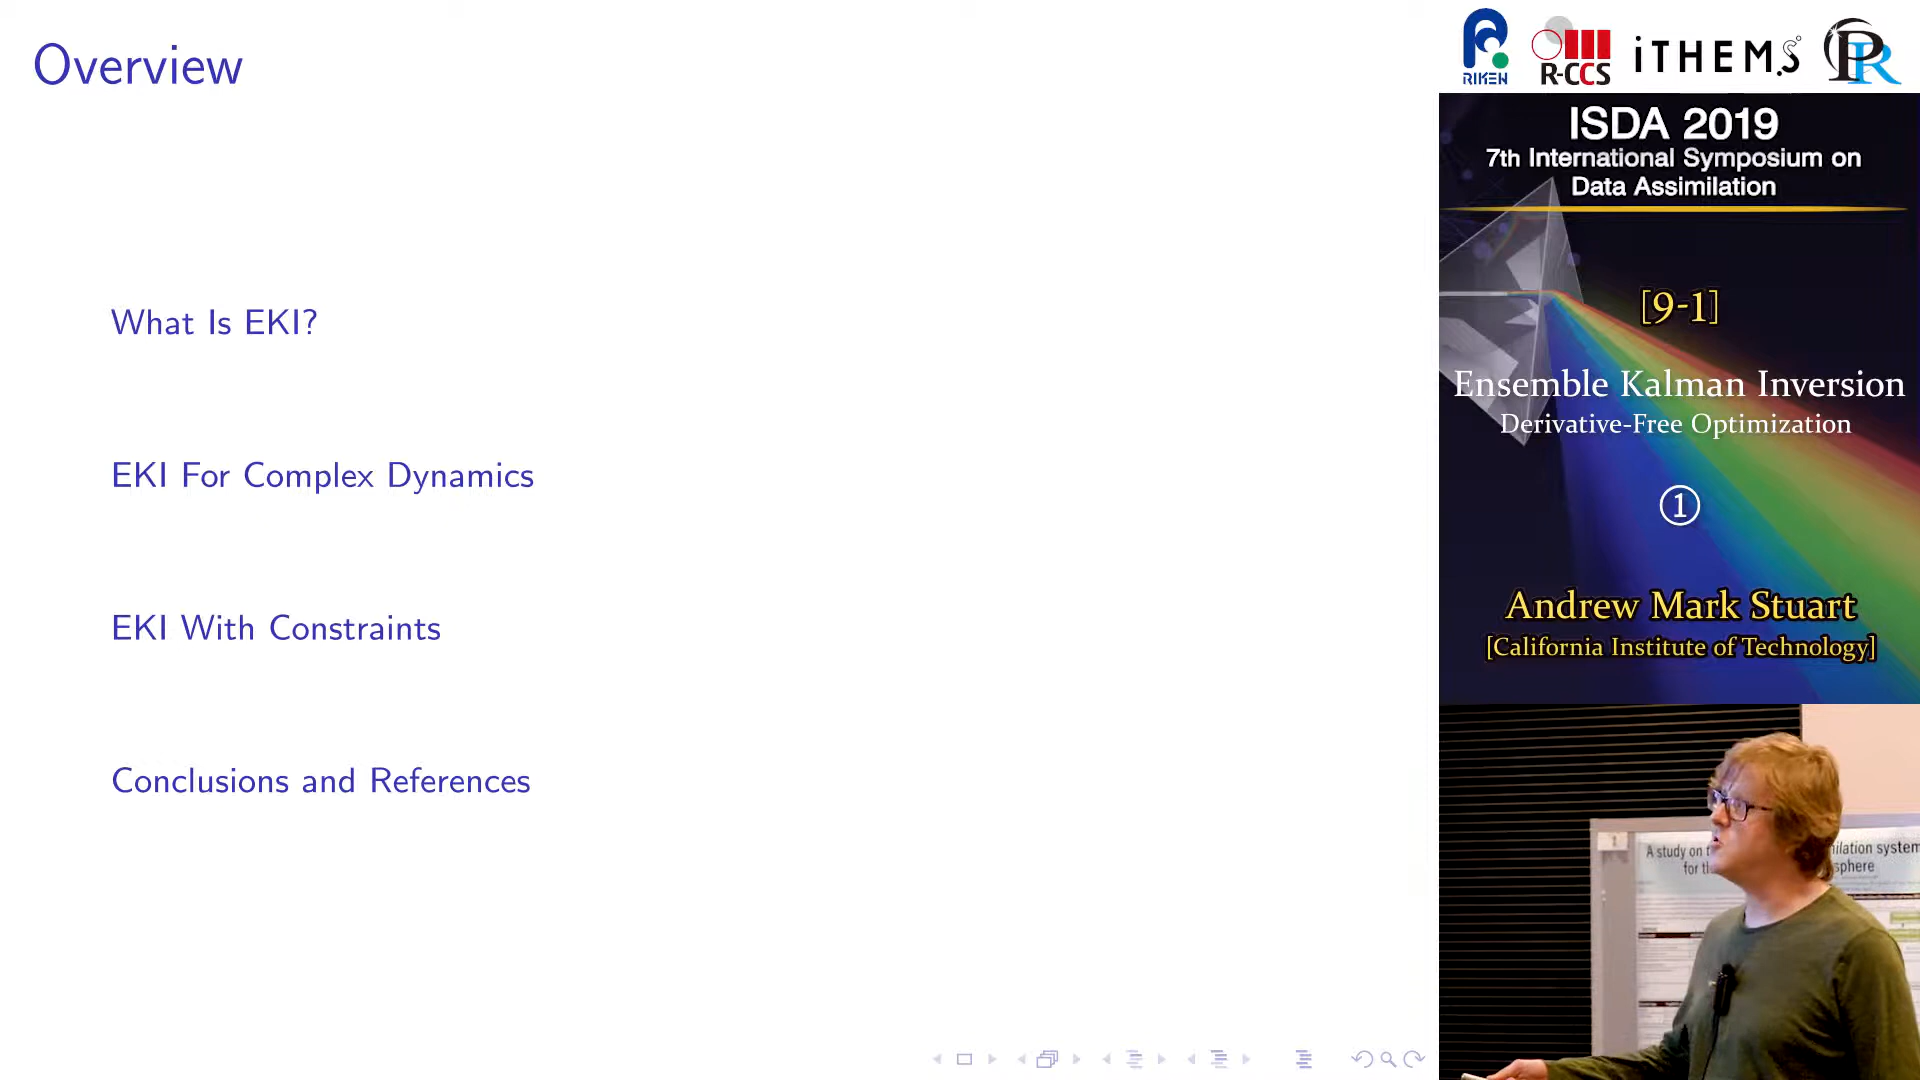 Overview
What Is EKI?
EKI For Complex Dynamics
EKI With Constraints
Conclusions and References
RIKEN
R-CCS
iTHEMS
PR
ISDA 2019
7th International Symposium on
Data Assimilation
[9-1]
Ensemble Kalman Inversion
Derivative-Free Optimization
①
Andrew Mark Stuart
[California Institute of Technology]
A study on
system
for
sphere